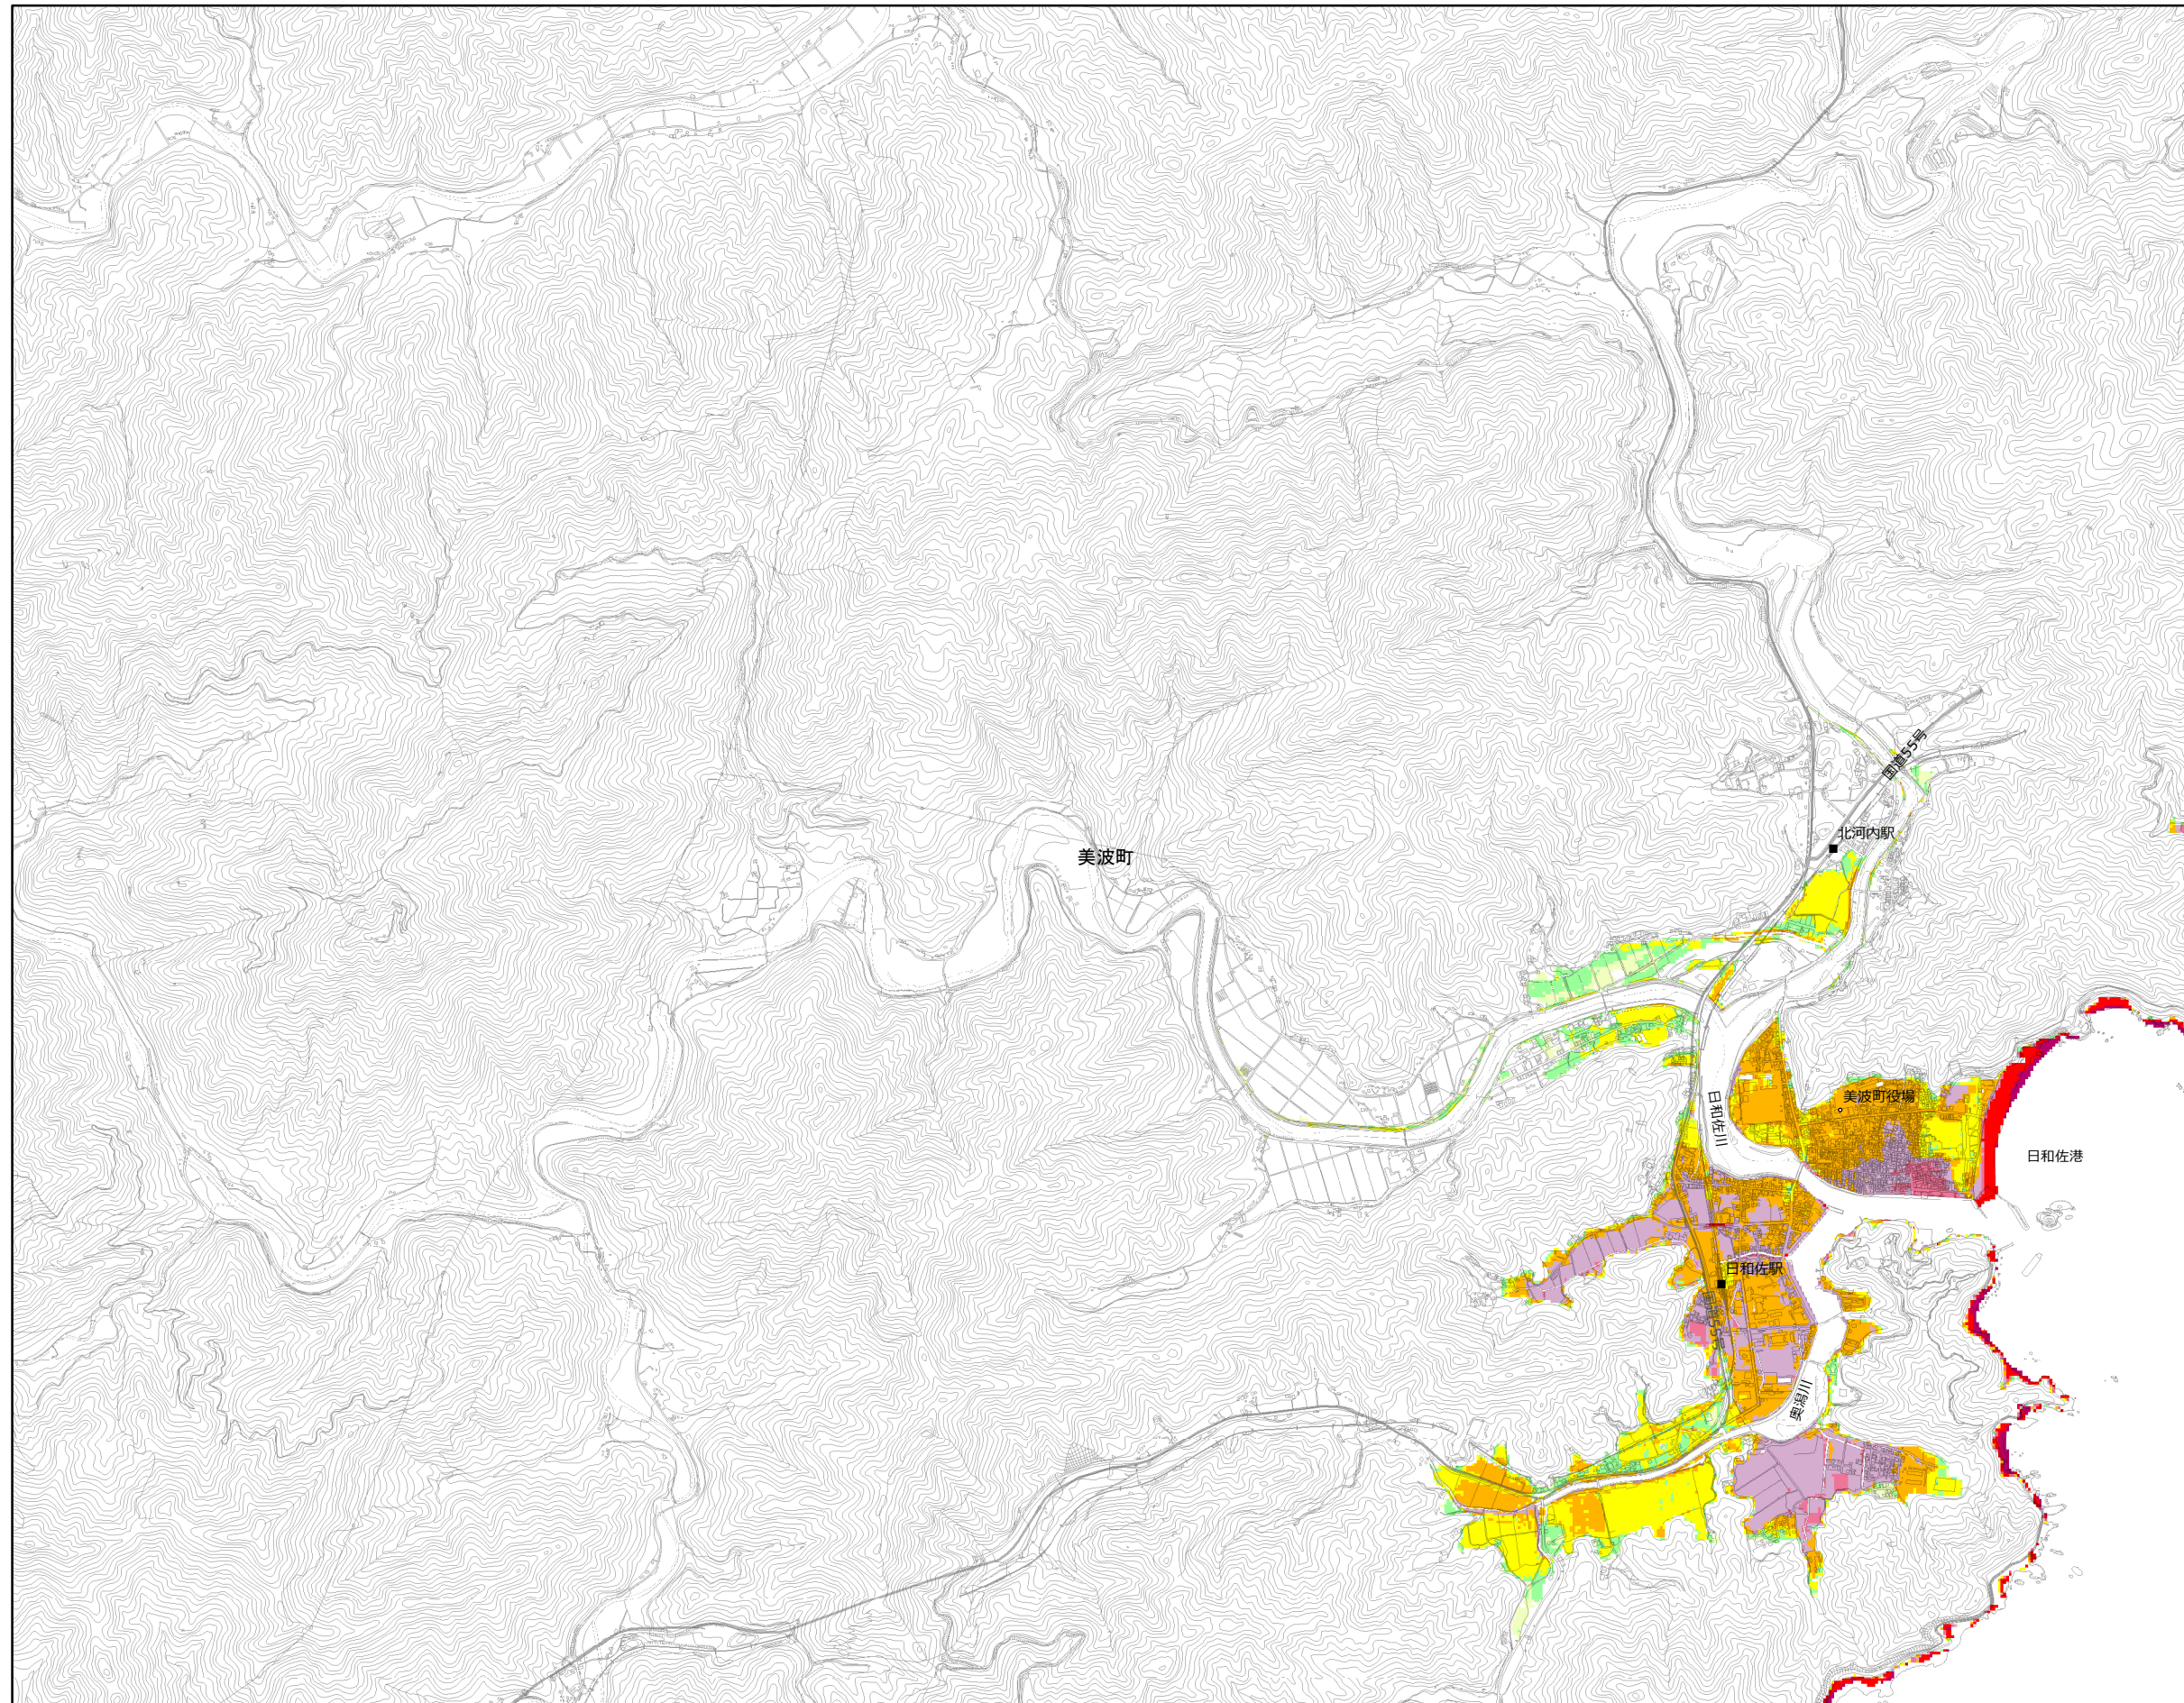 国道55号
北河内駅
美波町
美波町役場
日和佐川
日和佐港
日和佐駅
国道55号
奥潟川